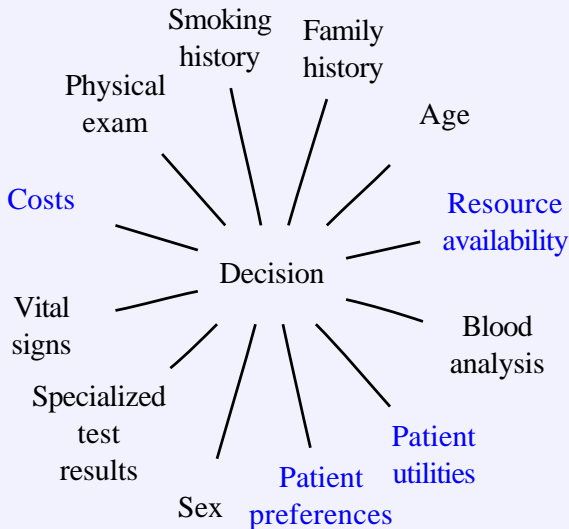 Smoking
history
Family
history
Physical
exam
Age
Costs
Resource
availability
Decision
Vital
signs
Blood
analysis
Specialized
test
results
Patient
utilities
Sex
Patient
preferences